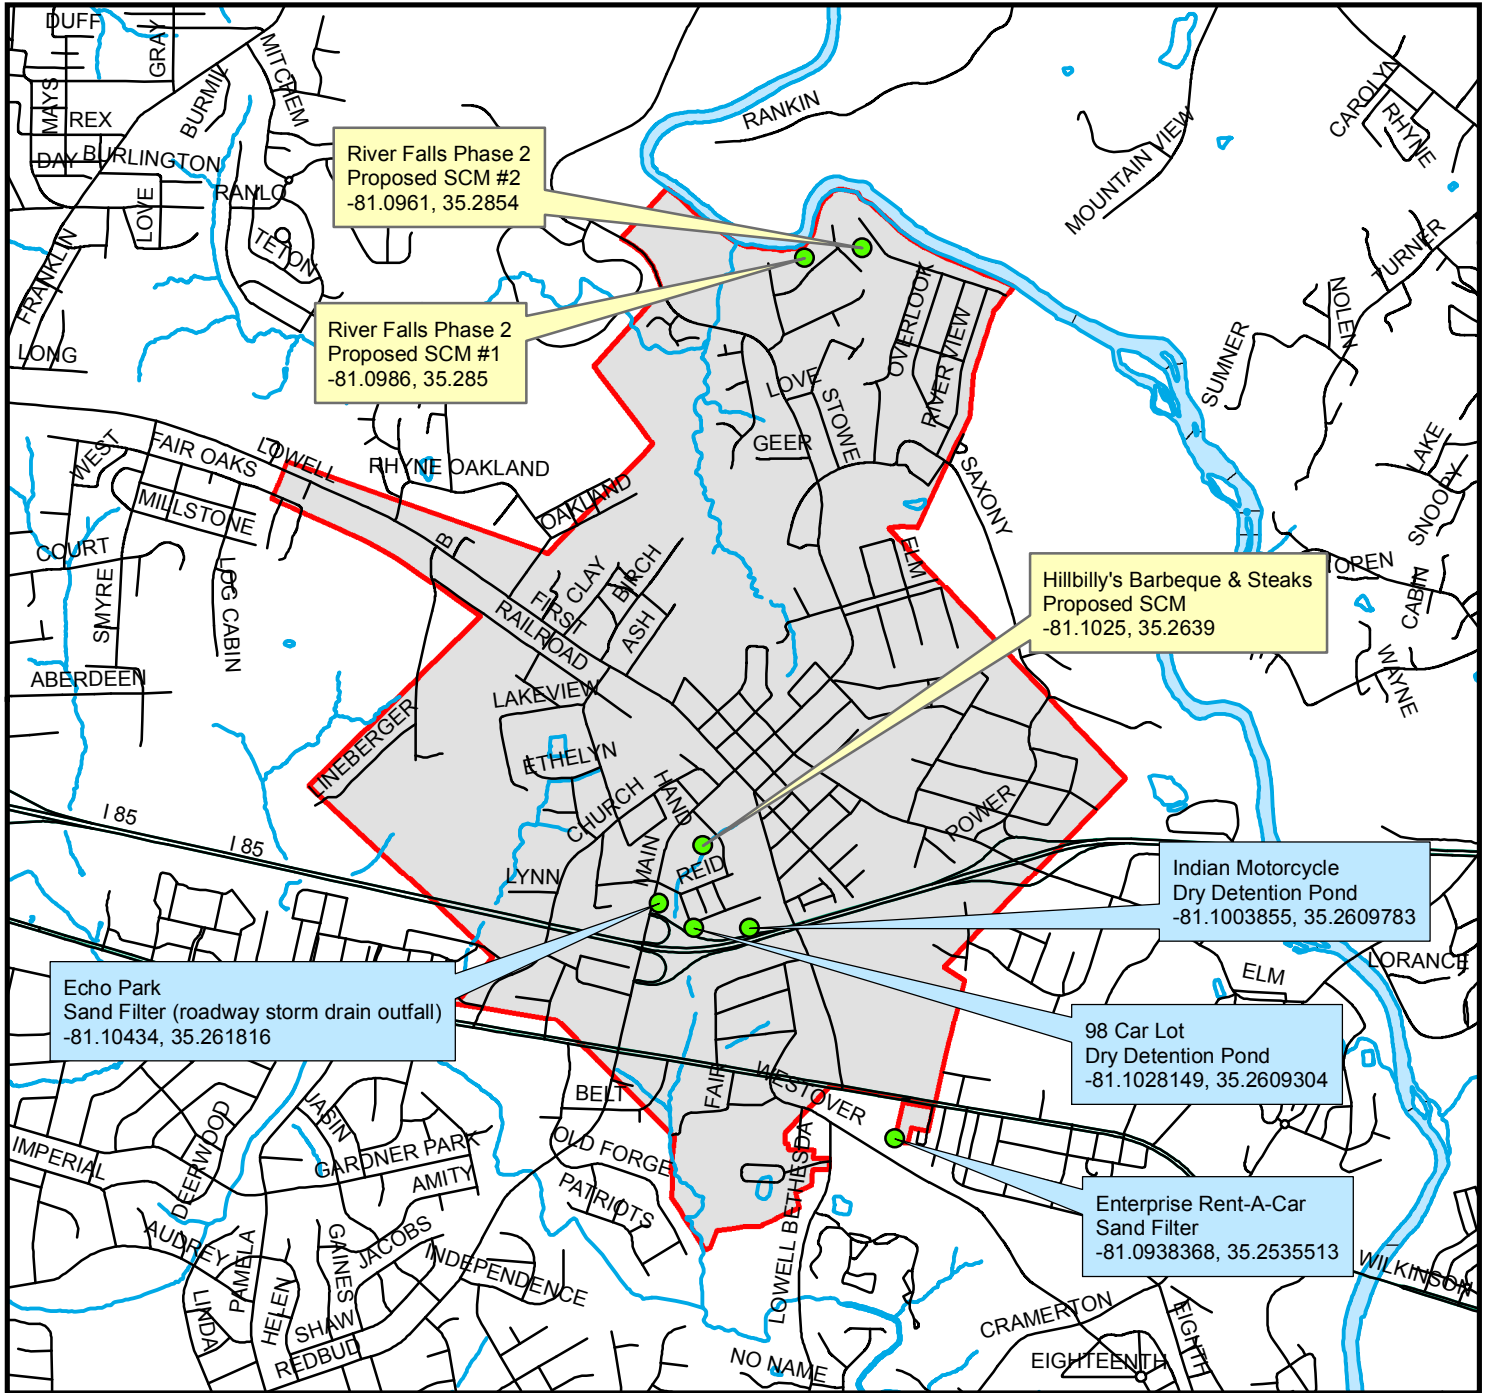 DUFF
GRAY
MITCHEM
BURMIL
MAYS
REX
DAY
BURLINGTON
RANLO
LOVE
TETON
FRANKLIN
LONG
RANKIN
MOUNTAIN VIEW
CAROLYN
RHYNE
TURNER
NOLEN
SUMNER
LAKE
SNOOPY
River Falls Phase 2
Proposed SCM #2
-81.0961, 35.2854
River Falls Phase 2
Proposed SCM #1
-81.0986, 35.285
OVERLOOK
RIVER VIEW
LOVE
STOWE
GEER
SAXONY
WEST
FAIR OAKS
LOWELL
RHYNE OAKLAND
OAKLAND
MILLSTONE
COURT
SMYRE
LOG CABIN
ABERDEEN
B
CLAY
BIRCH
FIRST
ASH
RAILROAD
ELM
Hillbilly's Barbeque & Steaks
Proposed SCM
-81.1025, 35.2639
TOPEN
CABIN
WAYNE
LAKEVIEW
LINEBERGER
ETHELYN
CHURCH
HAND
MAIN
REID
LYNN
POWER
I 85
I 85
Indian Motorcycle
Dry Detention Pond
-81.1003855, 35.2609783
Echo Park
Sand Filter (roadway storm drain outfall)
-81.10434, 35.261816
ELM
LORANCE
98 Car Lot
Dry Detention Pond
-81.1028149, 35.2609304
WESTOVER
FAIR
BELT
OLD FORGE
PATRIOTS
LOWELL BETHESDA
JASIN
GARDNER PARK
AMITY
IMPERIAL
DEERWOOD
AUDREY
PAMELA
GAINES
JACOBS
INDEPENDENCE
HELEN
LINDA
SHAW
REDBUD
Enterprise Rent-A-Car
Sand Filter
-81.0938368, 35.2535513
WILKINSON
CRAMERTON
EIGHTH
EIGHTEENTH
NO NAME